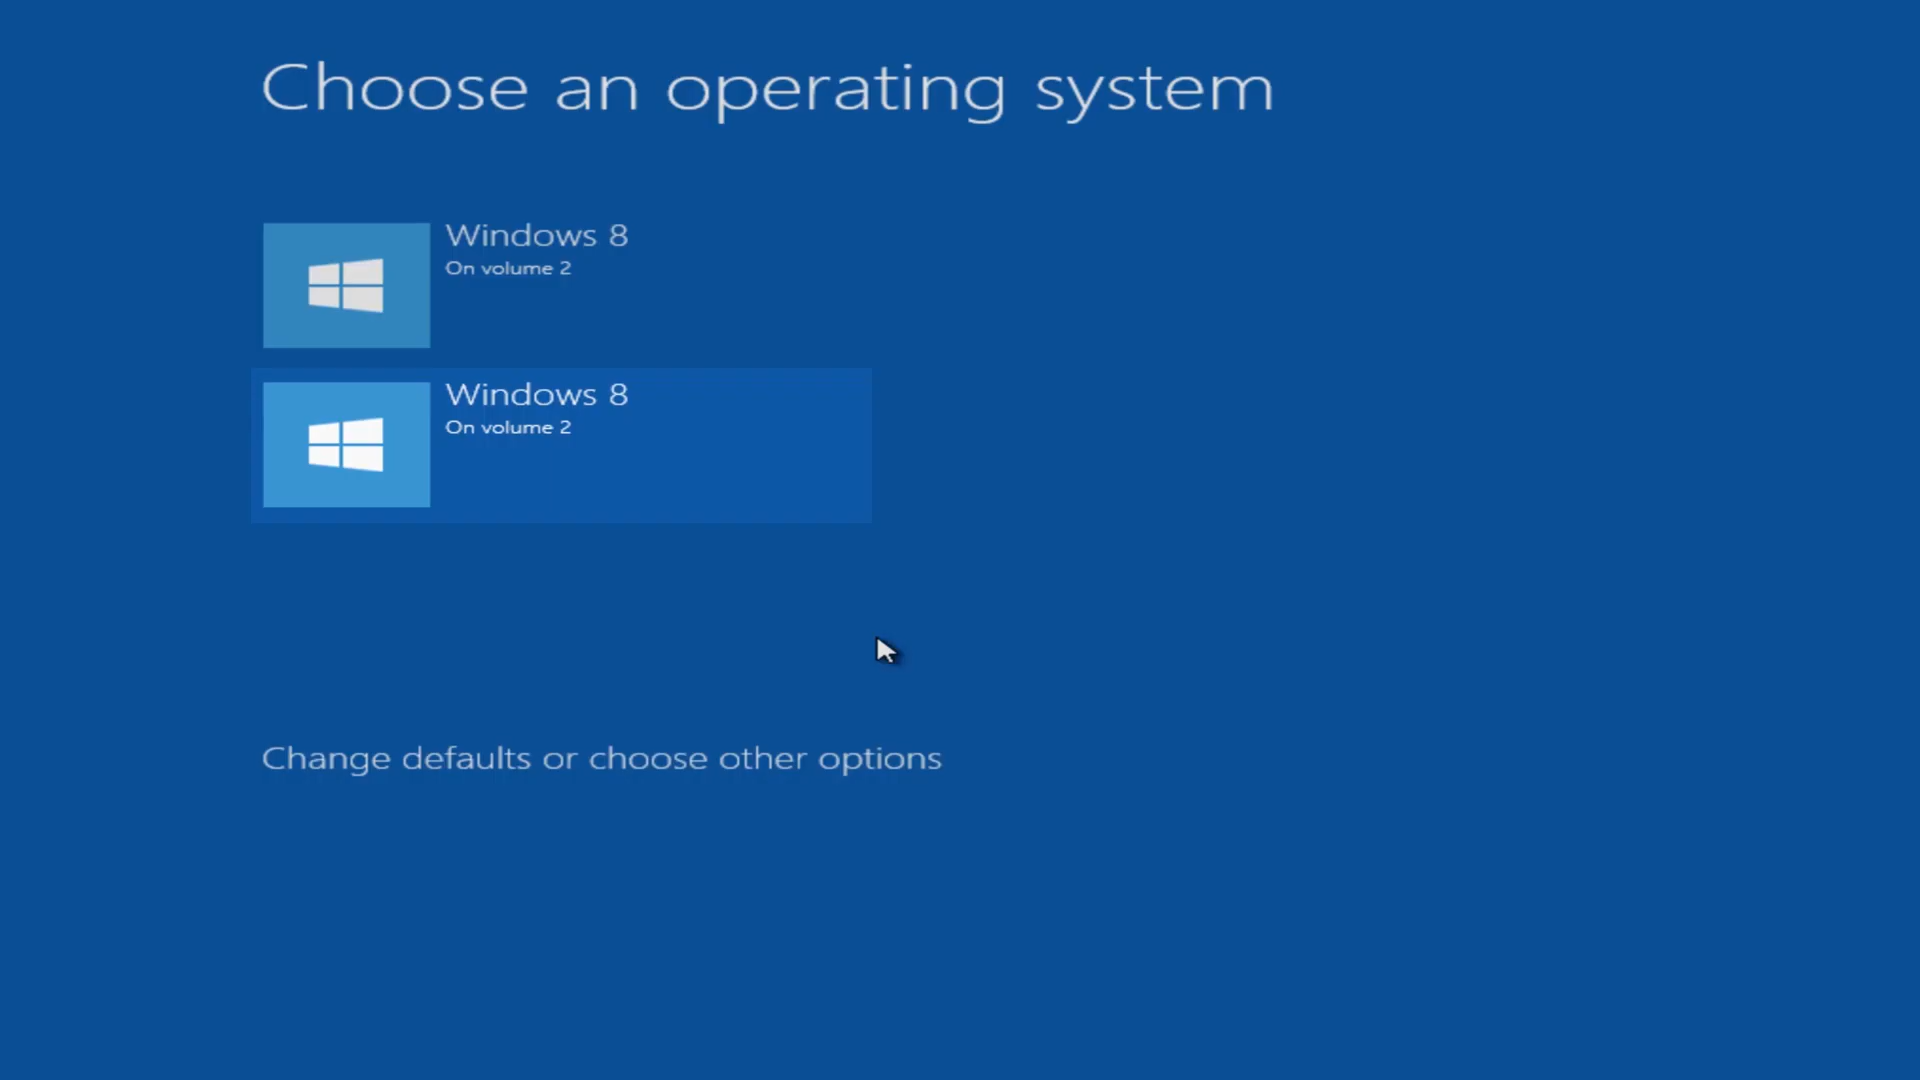 Choose an operating system
Windows 8
On volume 2
Windows 8
On volume 2
Change defaults or choose other options